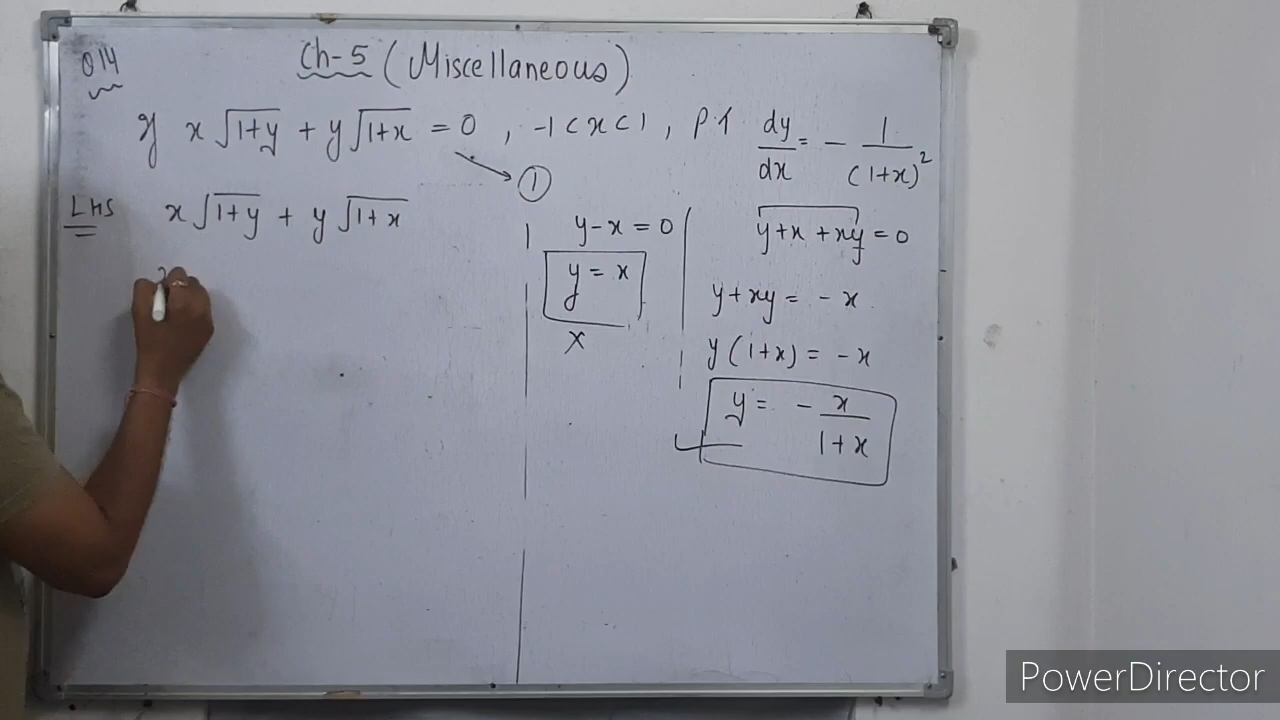 Q14
Ch-5 (Miscellaneous)
If x √(1+y) + y √(1+x) = 0 , -1 < x < 1 , P.T dy/dx = - 1/(1+x)²
①
LHS x √(1+y) + y √(1+x)
y - x = 0
y = x
X
y + x + xy = 0
y + xy = - x
y (1+x) = - x
y = - x/(1+x)
PowerDirector